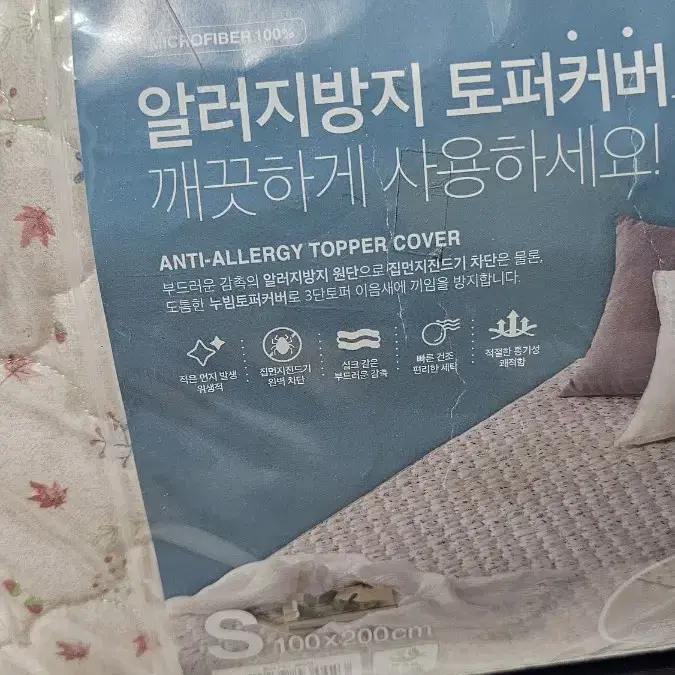 MICROFIBER 100%
알러지방지 토퍼커버
깨끗하게 사용하세요!
ANTI-ALLERGY TOPPER COVER
부드러운 감촉의 알러지방지 원단으로 집먼지진드기 차단은 물론,
도톰한 누빔토퍼커버로 3단토퍼 이음새에 끼임을 방지합니다.
적은 먼지 발생
위생적
집먼지진드기
완벽 차단
실크 같은
부드러운 감촉
빠른 건조
편리한 세탁
적절한 통기성
쾌적함
S 100x200cm